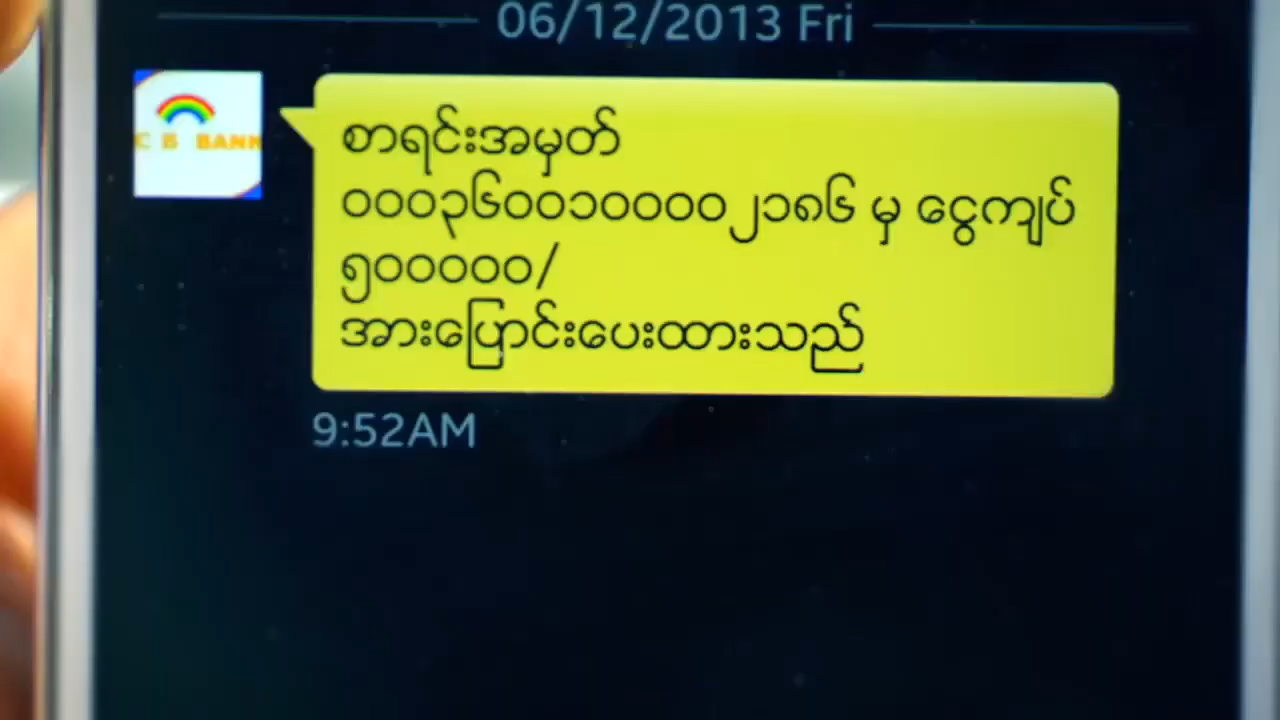 06/12/2013 Fri
C B BANK
စာရင်းအမှတ်
၀၀၀၃၆၀၀၁၀၀၀၀၂၁၈၆ မှ ငွေကျပ်
၅၀၀၀၀၀/
အားပြောင်းပေးထားသည်
9:52AM